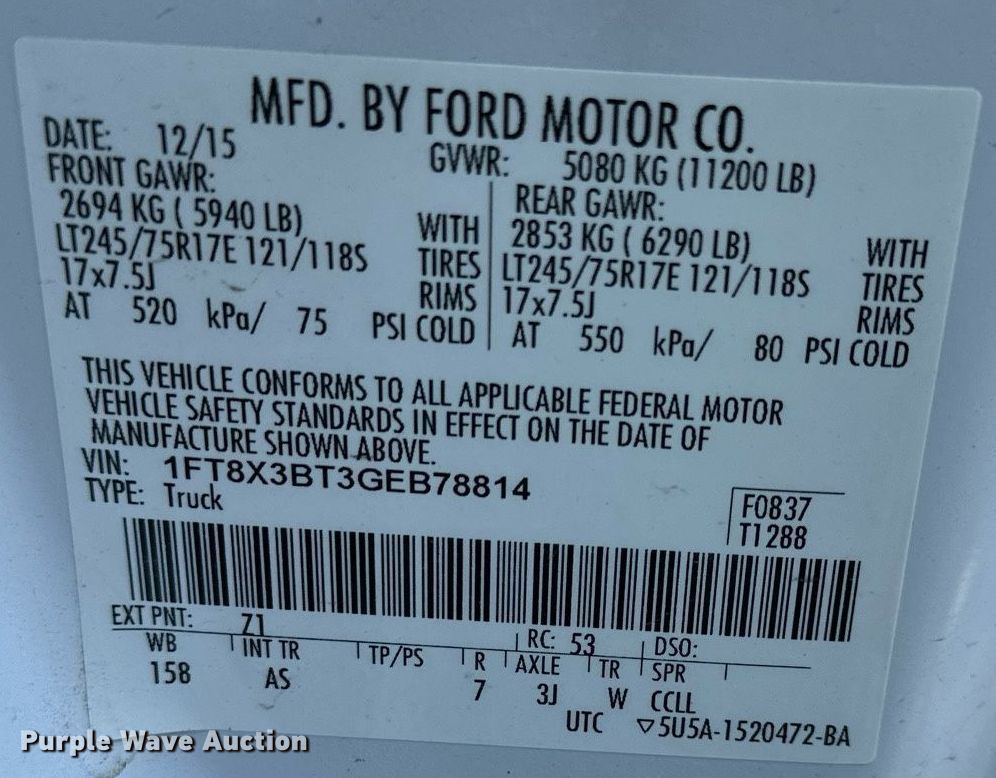 MFD. BY FORD MOTOR CO.
DATE: 12/15 GVWR: 5080 KG (11200 LB)
FRONT GAWR: REAR GAWR:
2694 KG ( 5940 LB) WITH 2853 KG ( 6290 LB) WITH
LT245/75R17E 121/118S TIRES LT245/75R17E 121/118S TIRES
17x7.5J RIMS 17x7.5J RIMS
AT 520 kPa/ 75 PSI COLD AT 550 kPa/ 80 PSI COLD
THIS VEHICLE CONFORMS TO ALL APPLICABLE FEDERAL MOTOR
VEHICLE SAFETY STANDARDS IN EFFECT ON THE DATE OF
MANUFACTURE SHOWN ABOVE.
VIN: 1FT8X3BT3GEB78814
TYPE: Truck
F0837
T1288
EXT PNT: Z1 RC: 53 DSO:
WB INT TR TP/PS R AXLE TR SPR
158 AS 7 3J W CCLL
UTC ▽5U5A-1520472-BA
Purple Wave Auction